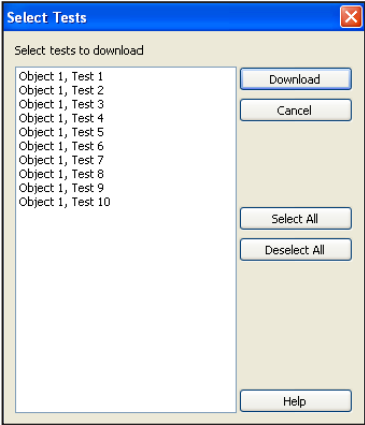 Select Tests
Select tests to download
Object 1, Test 1
Object 1, Test 2
Object 1, Test 3
Object 1, Test 4
Object 1, Test 5
Object 1, Test 6
Object 1, Test 7
Object 1, Test 8
Object 1, Test 9
Object 1, Test 10
Download
Cancel
Select All
Deselect All
Help